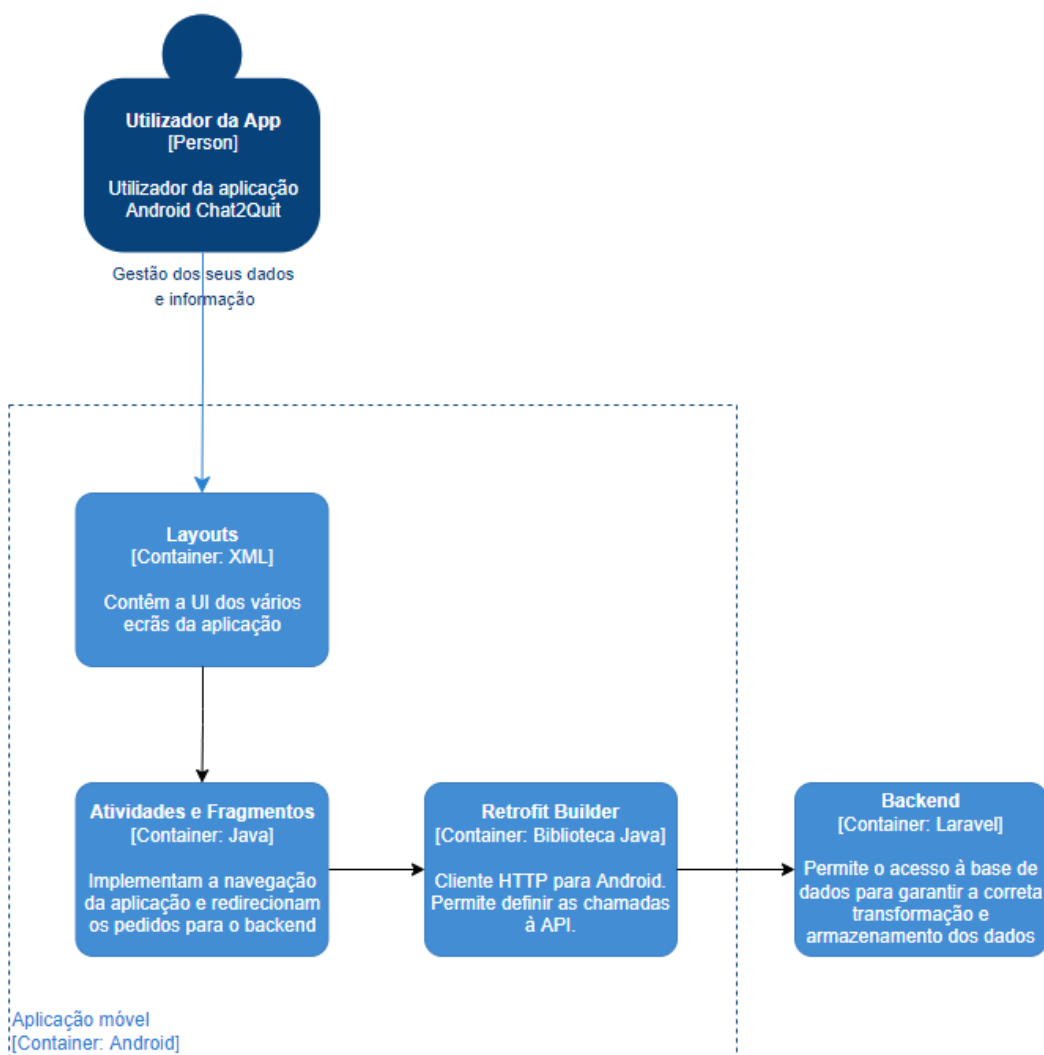 Utilizador da App
[Person]
Utilizador da aplicação
Android Chat2Quit
Gestão dos seus dados
e informação
Layouts
[Container: XML]
Contêm a UI dos vários
ecrãs da aplicação
Atividades e Fragmentos
[Container: Java]
Implementam a navegação
da aplicação e redirecionam
os pedidos para o backend
Retrofit Builder
[Container: Biblioteca Java]
Cliente HTTP para Android.
Permite definir as chamadas
à API.
Backend
[Container: Laravel]
Permite o acesso à base de
dados para garantir a correta
transformação e
armazenamento dos dados
Aplicação móvel
[Container: Android]